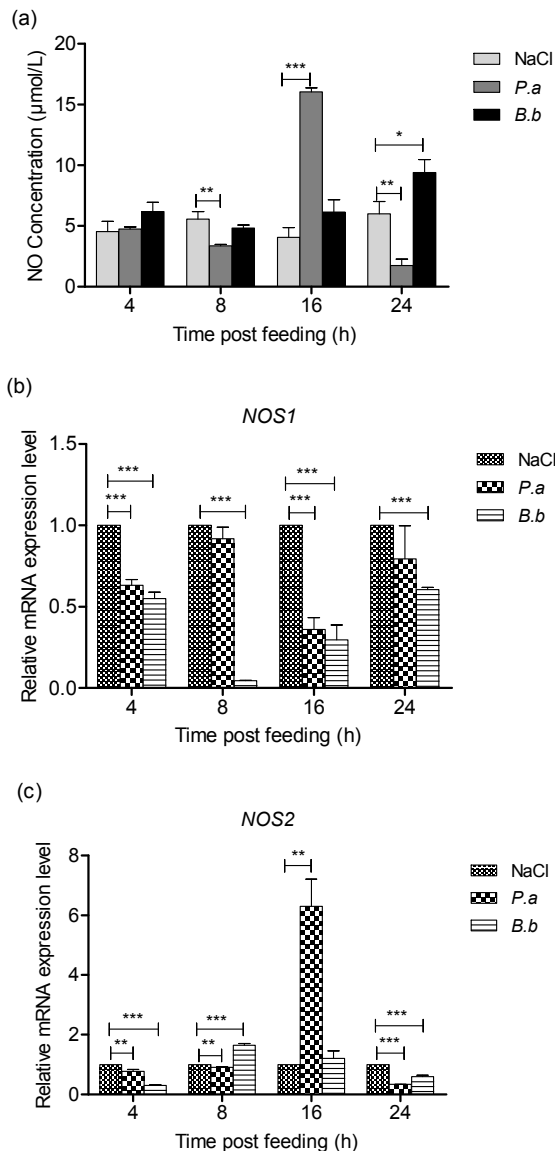 (a)
NO Concentration (μmol/L)
20
15
10
5
0
***
**
*
**
NaCl
P.a
B.b
4 8 16 24
Time post feeding (h)
(b)
NOS1
Relative mRNA expression level
1.5
1.0
0.5
0.0
***
***
***
***
***
***
NaCl
P.a
B.b
4 8 16 24
Time post feeding (h)
(c)
NOS2
Relative mRNA expression level
8
6
4
2
0
**
***
**
***
**
***
***
NaCl
P.a
B.b
4 8 16 24
Time post feeding (h)